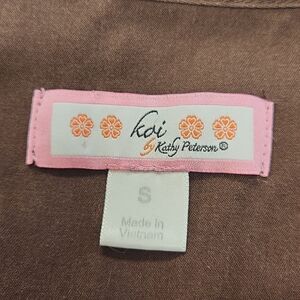 koi
by Kathy Peterson®
S
Made in
Vietnam